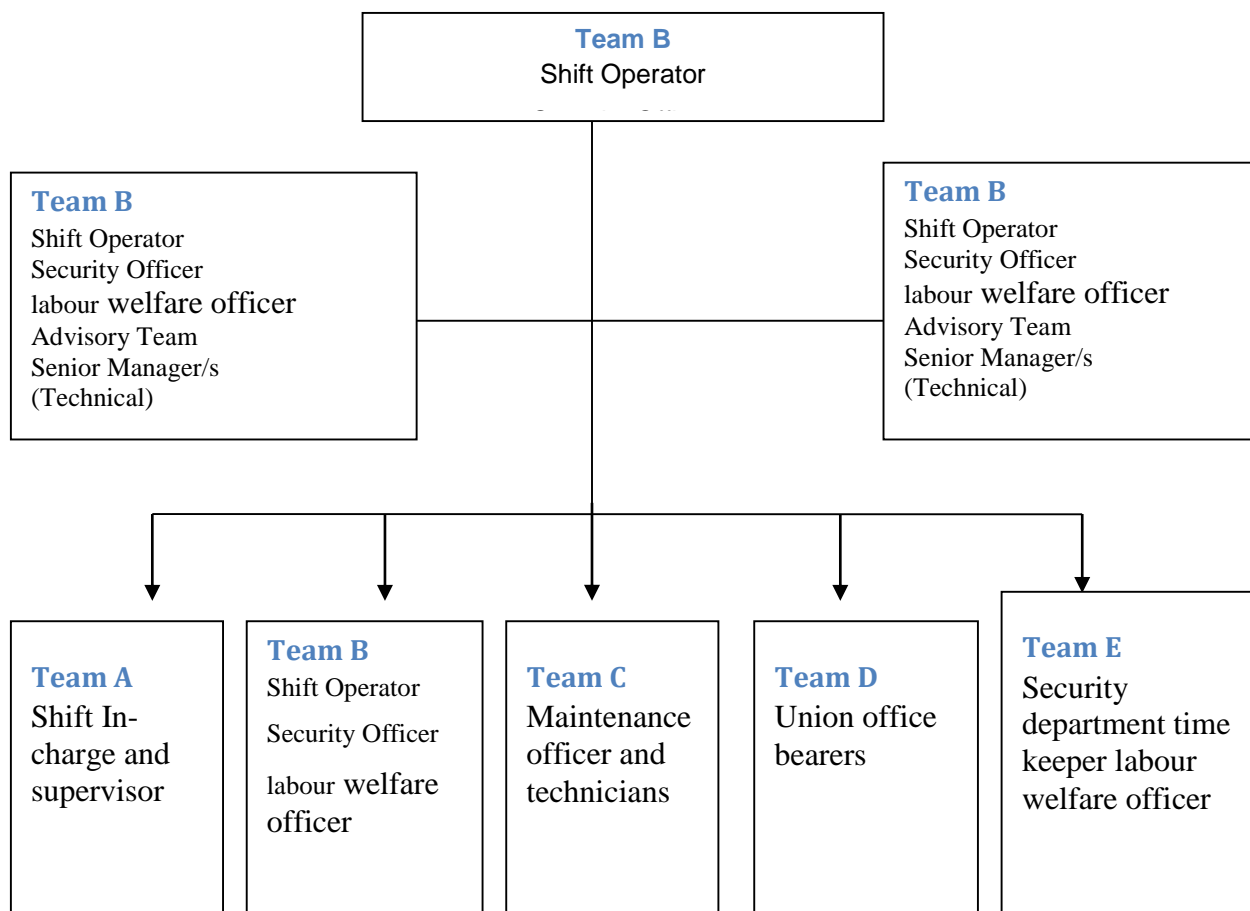 Team B
Shift Operator
Team B
Shift Operator
Security Officer
labour welfare officer
Advisory Team
Senior Manager/s
(Technical)
Team B
Shift Operator
Security Officer
labour welfare officer
Advisory Team
Senior Manager/s
(Technical)
Team A
Shift In-
charge and
supervisor
Team B
Shift Operator
Security Officer
labour welfare
officer
Team C
Maintenance
officer and
technicians
Team D
Union office
bearers
Team E
Security
department time
keeper labour
welfare officer